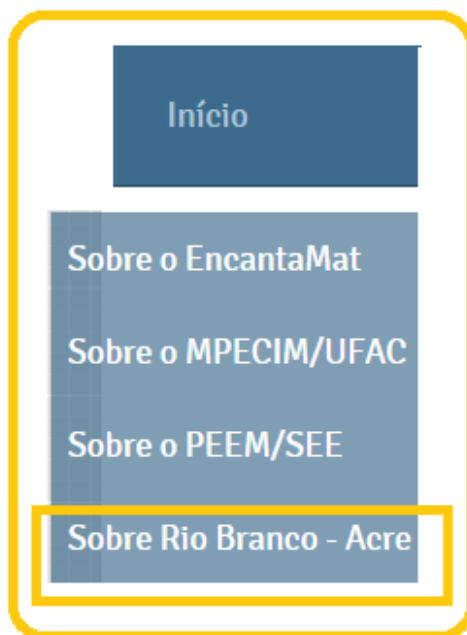 Início
Sobre o EncantaMat
Sobre o MPECIM/UFAC
Sobre o PEEM/SEE
Sobre Rio Branco - Acre